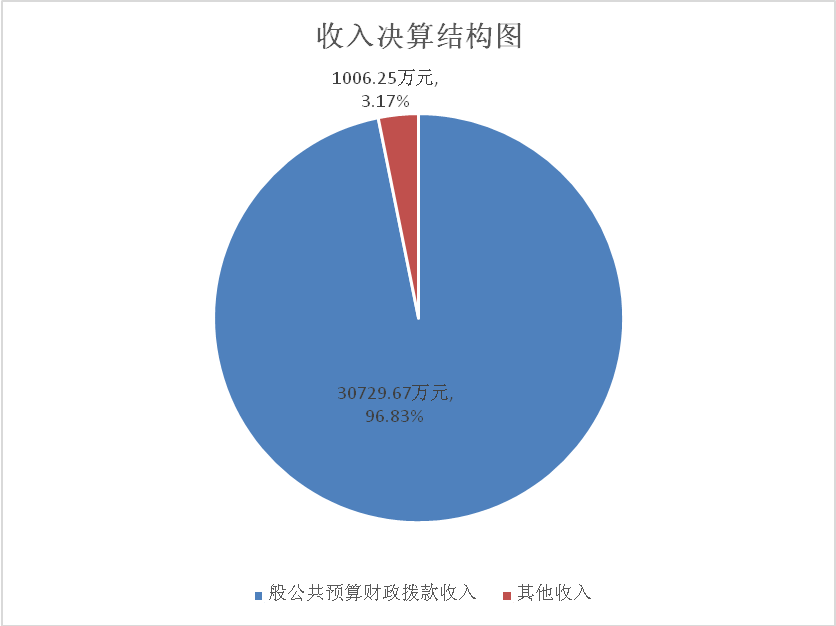 收入决算结构图
1006.25万元,
3.17%
30729.67万元,
96.83%
般公共预算财政拨款收入
其他收入